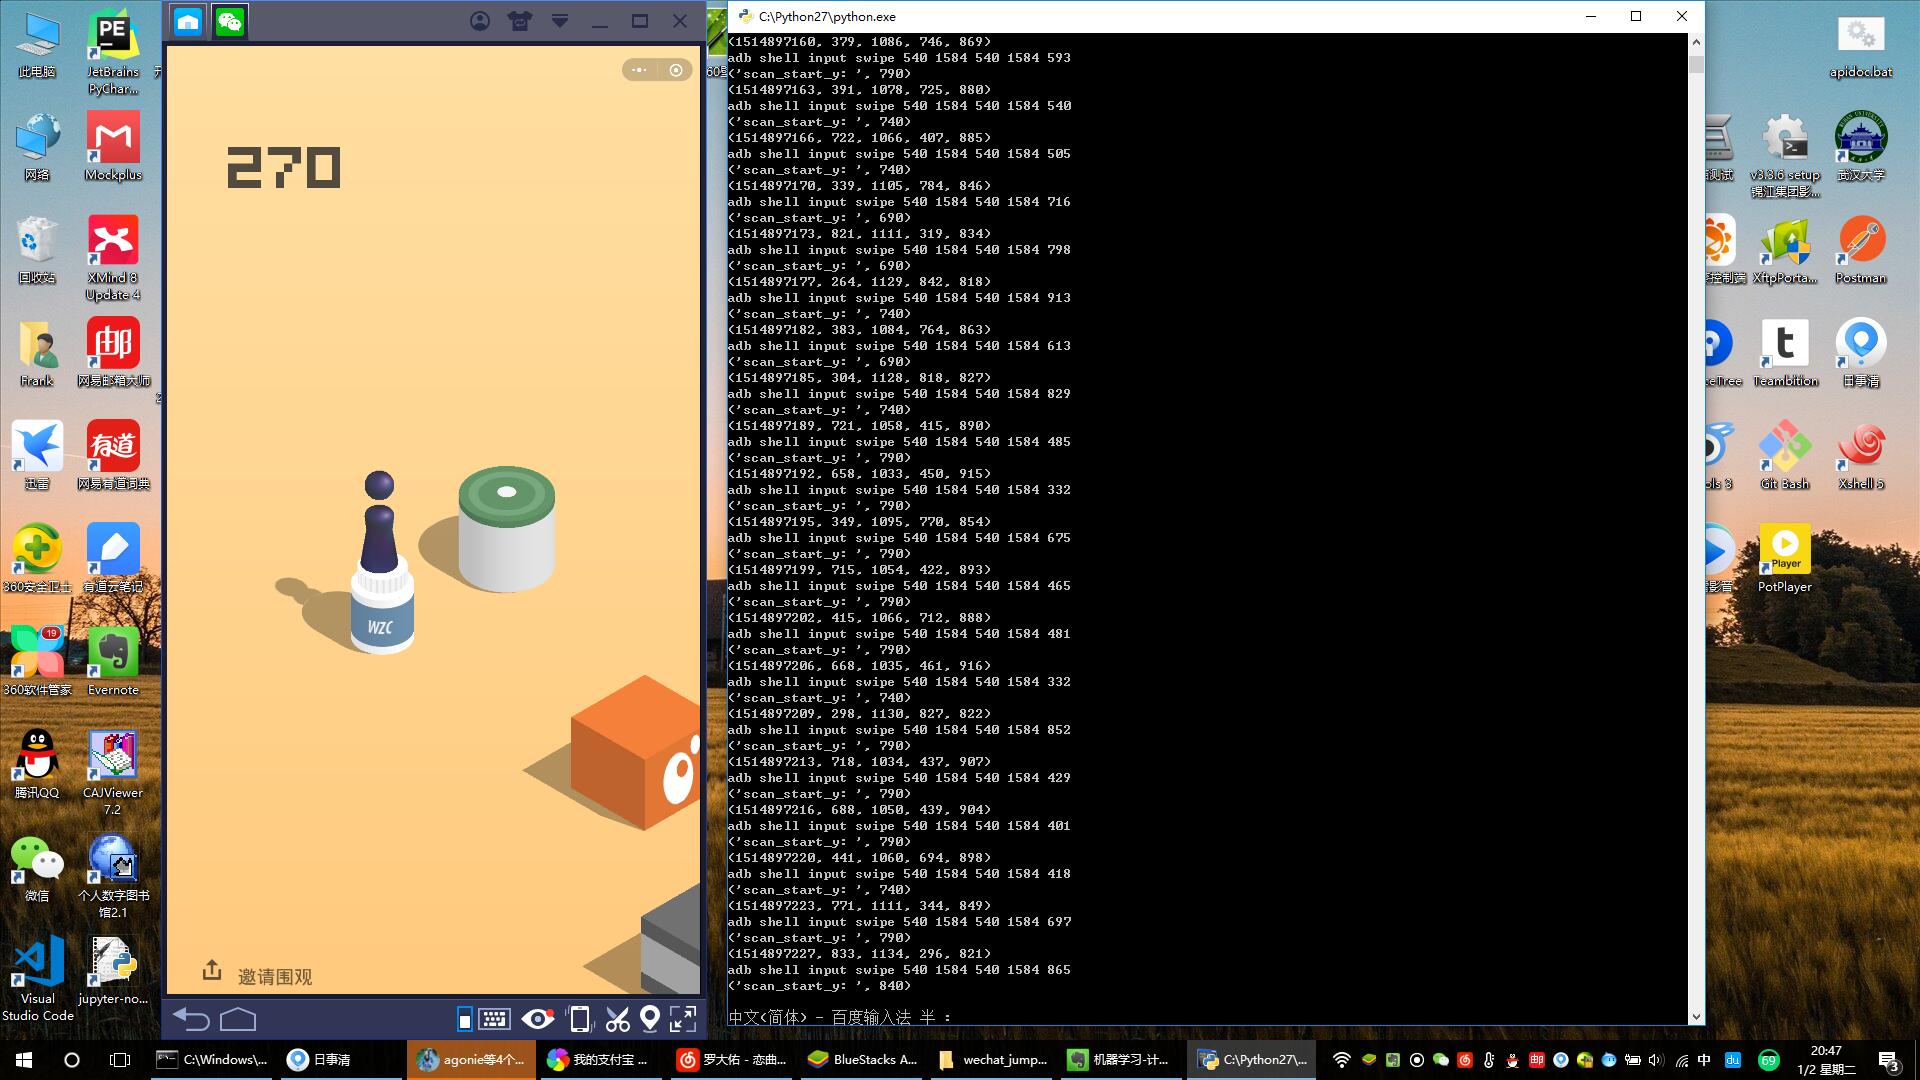 此电脑
JetBrains
PyChar...
网络
Mockplus
回收站
XMind 8
Update 4
Frank
网易邮箱大师
迅雷
网易有道词典
360安全卫士
有道云笔记
19
360软件管家
Evernote
腾讯QQ
CAJViewer
7.2
微信
个人数字图书
馆2.1
Visual
Studio Code
jupyter-no...
270
WZC
邀请围观
C:\Python27\python.exe
(1514897160, 379, 1086, 746, 869)
adb shell input swipe 540 1584 540 1584 593
('scan_start_y: ', 790)
(1514897163, 391, 1078, 725, 880)
adb shell input swipe 540 1584 540 1584 540
('scan_start_y: ', 740)
(1514897166, 722, 1066, 407, 885)
adb shell input swipe 540 1584 540 1584 505
('scan_start_y: ', 740)
(1514897170, 339, 1105, 784, 846)
adb shell input swipe 540 1584 540 1584 716
('scan_start_y: ', 690)
(1514897173, 821, 1111, 319, 834)
adb shell input swipe 540 1584 540 1584 798
('scan_start_y: ', 690)
(1514897177, 264, 1129, 842, 818)
adb shell input swipe 540 1584 540 1584 913
('scan_start_y: ', 740)
(1514897182, 383, 1084, 764, 863)
adb shell input swipe 540 1584 540 1584 613
('scan_start_y: ', 690)
(1514897185, 304, 1128, 818, 827)
adb shell input swipe 540 1584 540 1584 829
('scan_start_y: ', 740)
(1514897189, 721, 1058, 415, 890)
adb shell input swipe 540 1584 540 1584 485
('scan_start_y: ', 790)
(1514897192, 658, 1033, 450, 915)
adb shell input swipe 540 1584 540 1584 332
('scan_start_y: ', 790)
(1514897195, 349, 1095, 770, 854)
adb shell input swipe 540 1584 540 1584 675
('scan_start_y: ', 790)
(1514897199, 715, 1054, 422, 893)
adb shell input swipe 540 1584 540 1584 465
('scan_start_y: ', 790)
(1514897202, 415, 1066, 712, 888)
adb shell input swipe 540 1584 540 1584 481
('scan_start_y: ', 790)
(1514897206, 668, 1035, 461, 916)
adb shell input swipe 540 1584 540 1584 332
('scan_start_y: ', 740)
(1514897209, 298, 1130, 827, 822)
adb shell input swipe 540 1584 540 1584 852
('scan_start_y: ', 790)
(1514897213, 718, 1034, 437, 907)
adb shell input swipe 540 1584 540 1584 429
('scan_start_y: ', 790)
(1514897216, 688, 1050, 439, 904)
adb shell input swipe 540 1584 540 1584 401
('scan_start_y: ', 790)
(1514897220, 441, 1060, 694, 898)
adb shell input swipe 540 1584 540 1584 418
('scan_start_y: ', 740)
(1514897223, 771, 1111, 344, 849)
adb shell input swipe 540 1584 540 1584 697
('scan_start_y: ', 790)
(1514897227, 833, 1134, 296, 821)
adb shell input swipe 540 1584 540 1584 865
('scan_start_y: ', 840)
中文(简体) - 百度输入法 半 :
apidoc.bat
测试
v3.3.6 setup
锦江集团影...
武汉大学
控制端
XftpPorta...
Postman
ceTree
Teambition
日事清
ols 3
Git Bash
Xshell 5
影音
Player
PotPlayer
C:\Windows\...
日事清
agonie等4个...
我的支付宝 ...
罗大佑 - 恋曲...
BlueStacks A...
wechat_jump...
机器学习-计...
C:\Python27\...
中
du
69
20:47
1/2 星期二
3